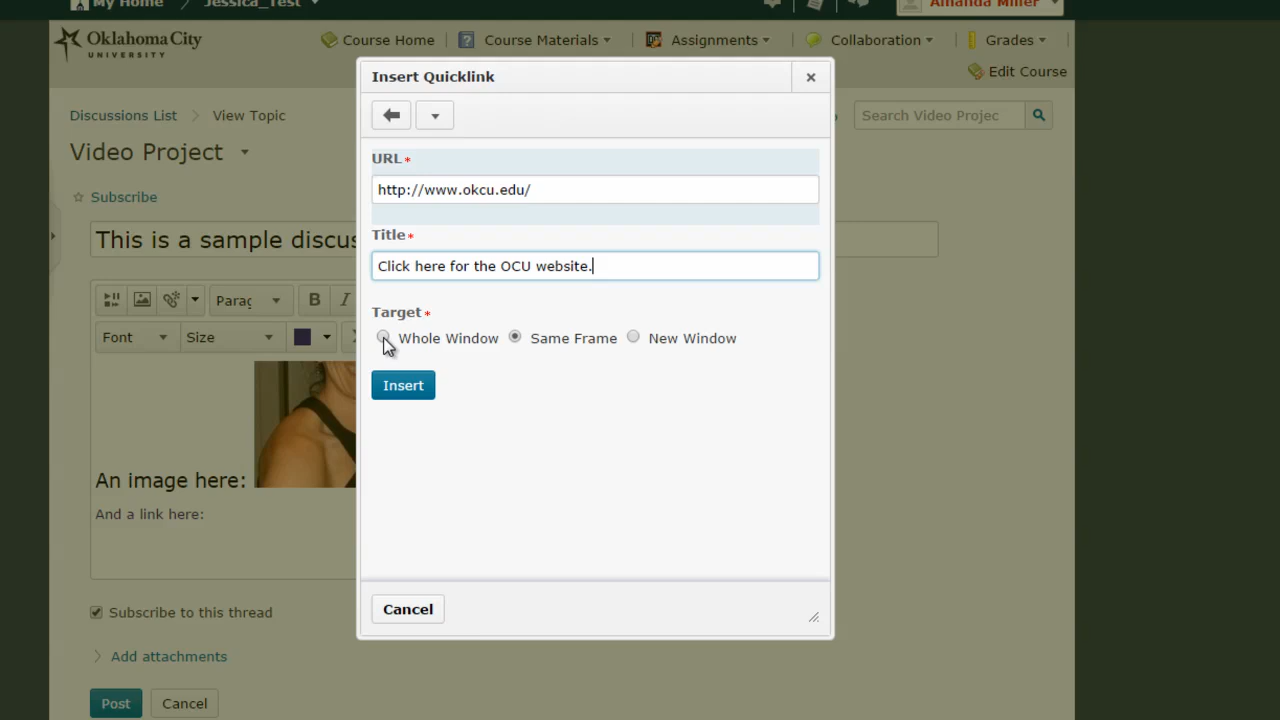 My Home
Jessica_Test
Amanda Miller
Oklahoma City
UNIVERSITY
Course Home
Course Materials
Assignments
Collaboration
Grades
Edit Course
Insert Quicklink
Discussions List
View Topic
Search Video Projec
Video Project
URL*
http://www.okcu.edu/
Subscribe
Title*
This is a sample discus
Click here for the OCU website.
Parag
B
I
Target*
Font
Size
Whole Window
Same Frame
New Window
Insert
An image here:
And a link here:
Subscribe to this thread
Cancel
Add attachments
Post
Cancel